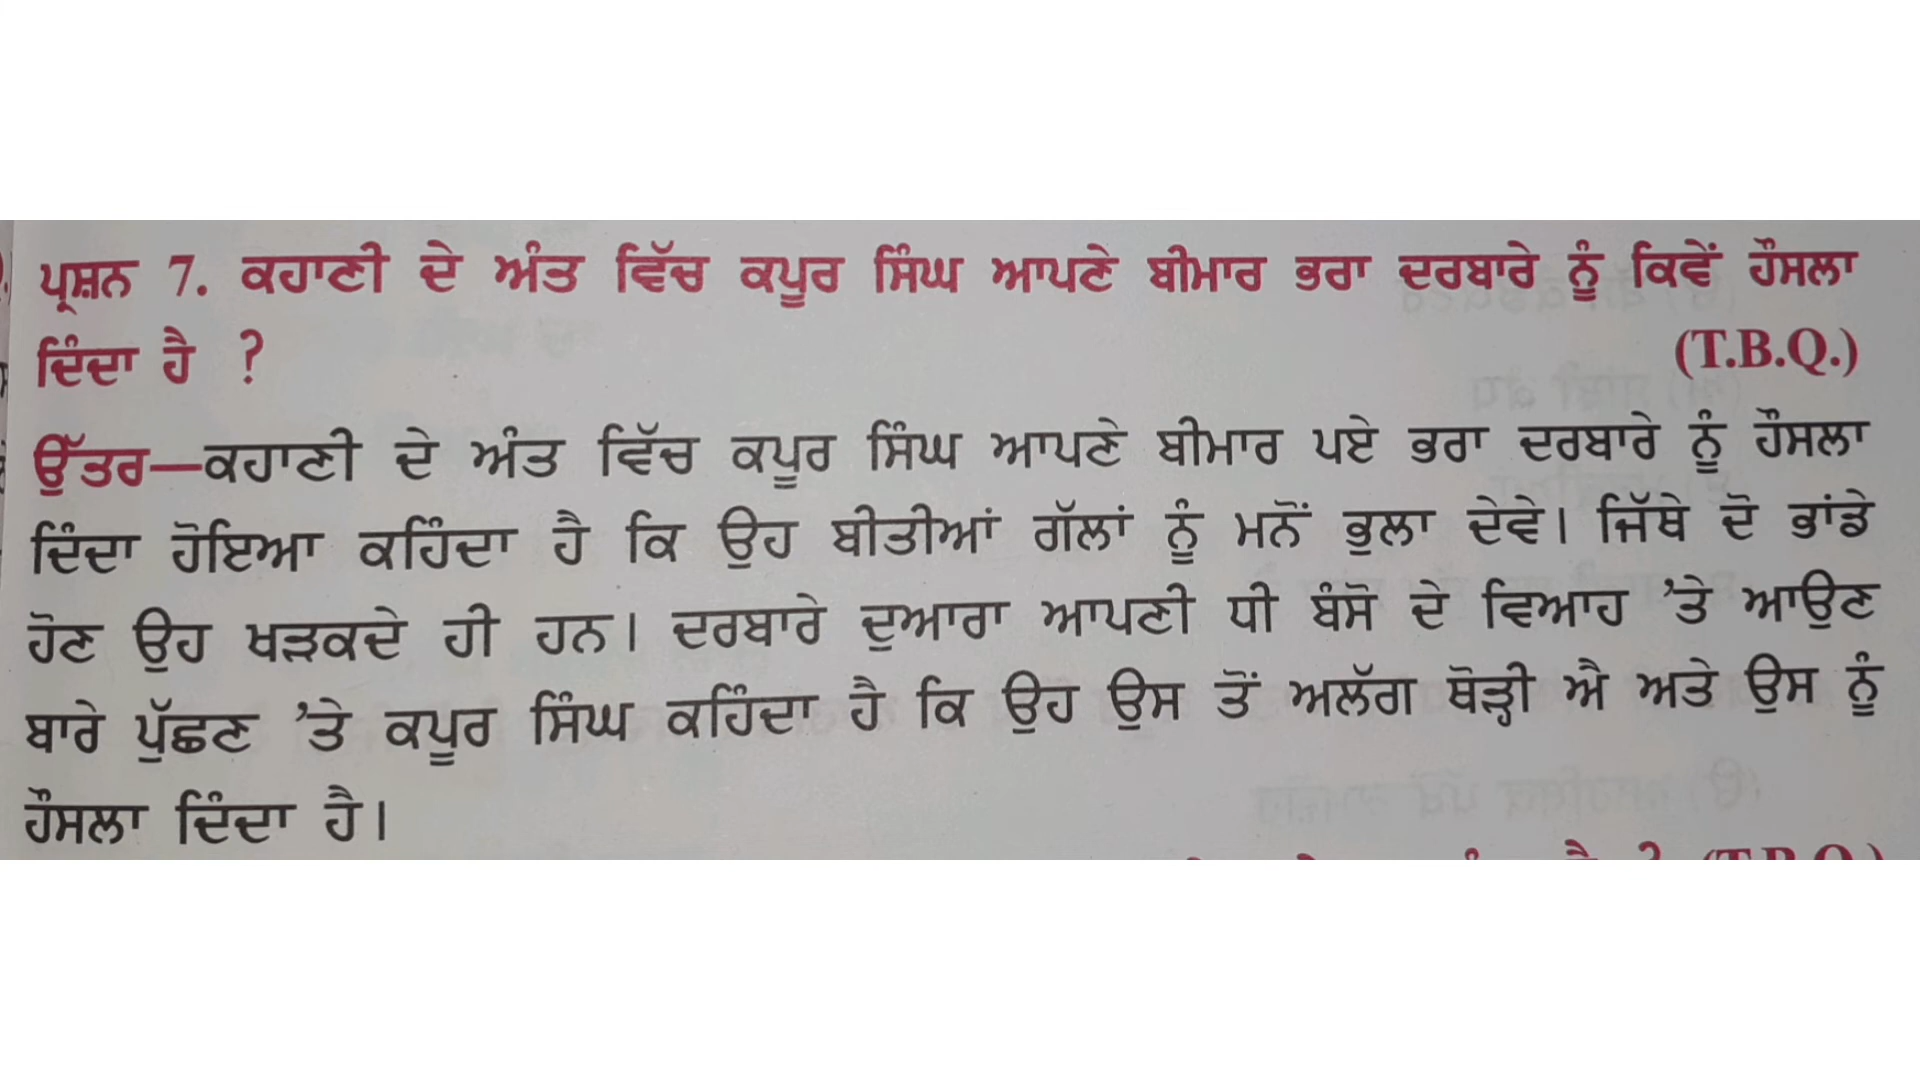 ਪ੍ਰਸ਼ਨ 7. ਕਹਾਣੀ ਦੇ ਅੰਤ ਵਿੱਚ ਕਪੂਰ ਸਿੰਘ ਆਪਣੇ ਬੀਮਾਰ ਭਰਾ ਦਰਬਾਰੇ ਨੂੰ ਕਿਵੇਂ ਹੌਸਲਾ
ਦਿੰਦਾ ਹੈ ? (T.B.Q.)
ਉੱਤਰ—ਕਹਾਣੀ ਦੇ ਅੰਤ ਵਿੱਚ ਕਪੂਰ ਸਿੰਘ ਆਪਣੇ ਬੀਮਾਰ ਪਏ ਭਰਾ ਦਰਬਾਰੇ ਨੂੰ ਹੌਸਲਾ
ਦਿੰਦਾ ਹੋਇਆ ਕਹਿੰਦਾ ਹੈ ਕਿ ਉਹ ਬੀਤੀਆਂ ਗੱਲਾਂ ਨੂੰ ਮਨੋਂ ਭੁਲਾ ਦੇਵੇ। ਜਿੱਥੇ ਦੋ ਭਾਂਡੇ
ਹੋਣ ਉਹ ਖੜਕਦੇ ਹੀ ਹਨ। ਦਰਬਾਰੇ ਦੁਆਰਾ ਆਪਣੀ ਧੀ ਬੰਸੋ ਦੇ ਵਿਆਹ ’ਤੇ ਆਉਣ
ਬਾਰੇ ਪੁੱਛਣ ’ਤੇ ਕਪੂਰ ਸਿੰਘ ਕਹਿੰਦਾ ਹੈ ਕਿ ਉਹ ਉਸ ਤੋਂ ਅਲੱਗ ਥੋੜ੍ਹੀ ਐ ਅਤੇ ਉਸ ਨੂੰ
ਹੌਸਲਾ ਦਿੰਦਾ ਹੈ।